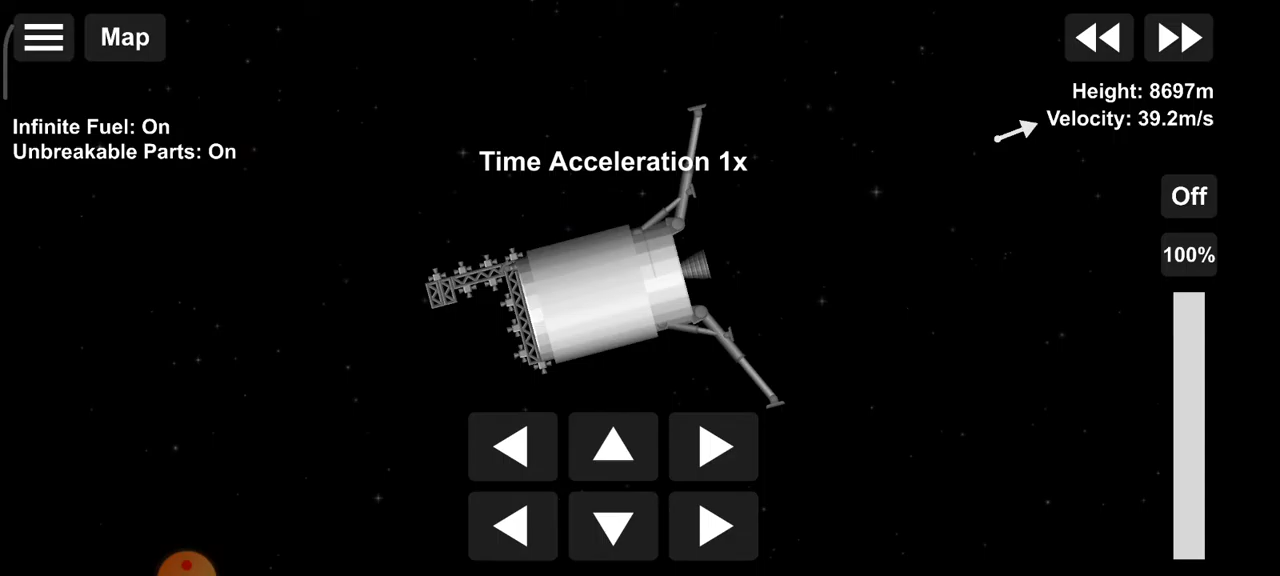 Map
Height: 8697m
Velocity: 39.2m/s
Infinite Fuel: On
Unbreakable Parts: On
Time Acceleration 1x
Off
100%